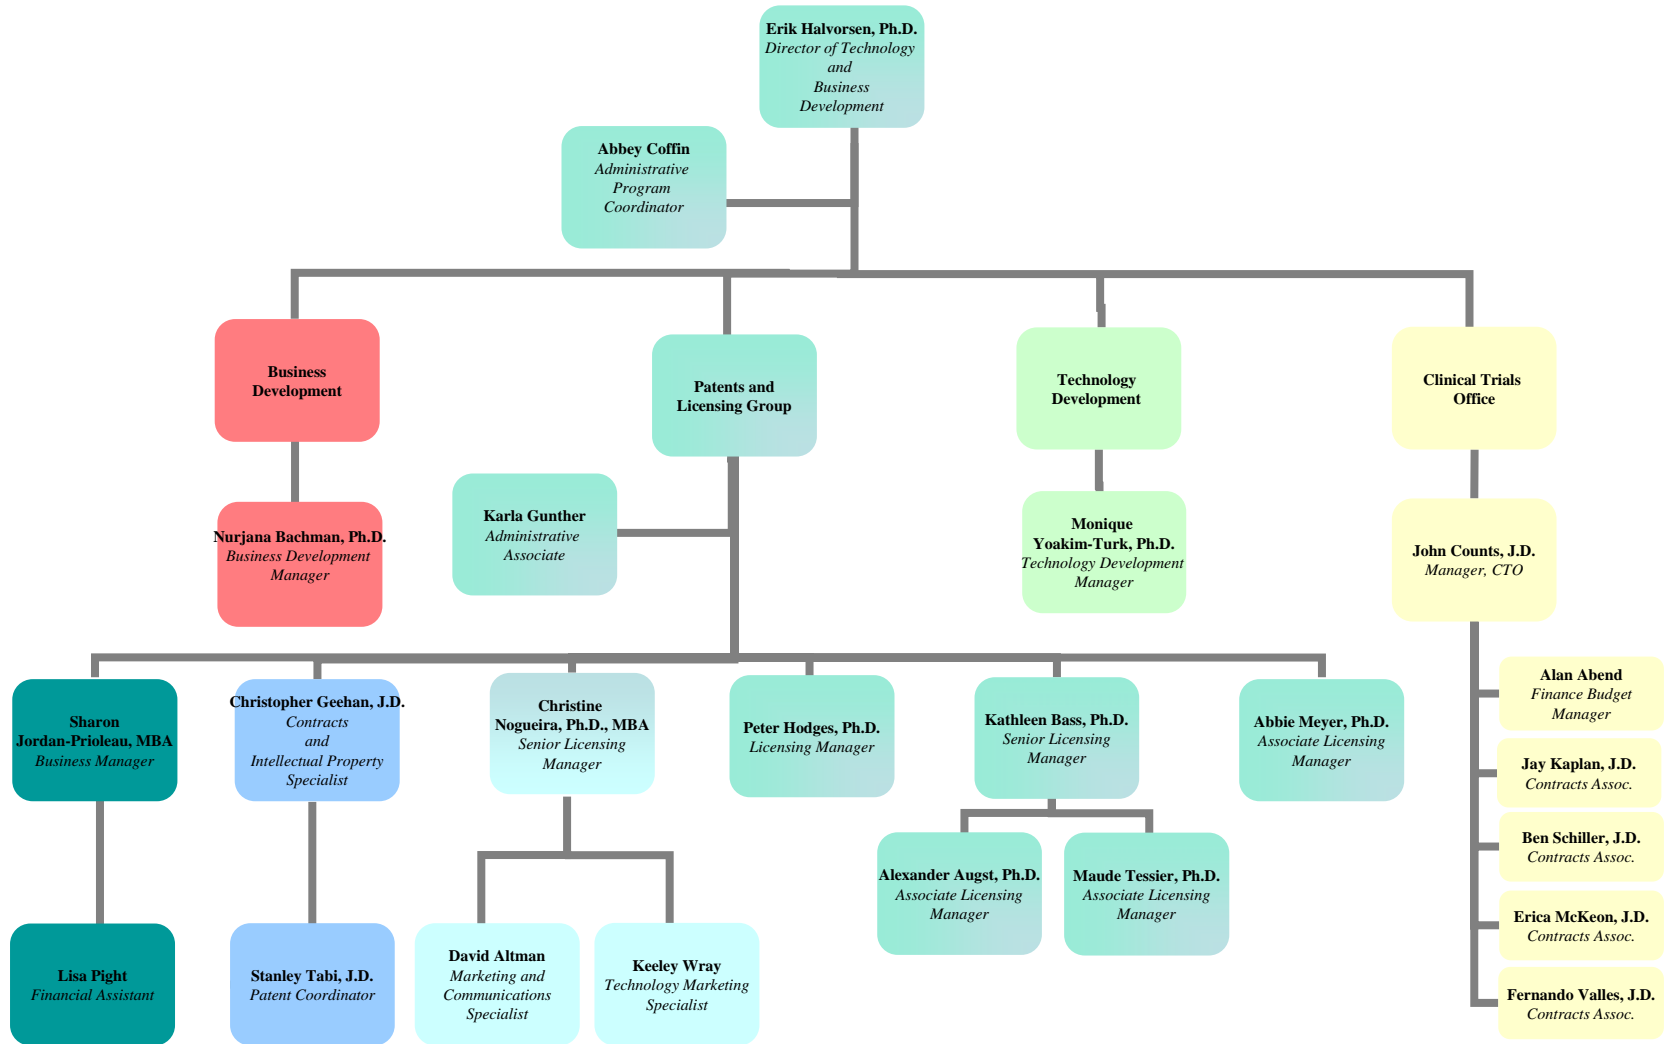 Erik Halvorsen, Ph.D.
Director of Technology
and
Business
Development
Abbey Coffin
Administrative
Program
Coordinator
Business
Development
Patents and
Licensing Group
Technology
Development
Clinical Trials
Office
Nurjana Bachman, Ph.D.
Business Development
Manager
Karla Gunther
Administrative
Associate
Monique
Yoakim-Turk, Ph.D.
Technology Development
Manager
John Counts, J.D.
Manager, CTO
Sharon
Jordan-Prioleau, MBA
Business Manager
Christopher Geehan, J.D.
Contracts
and
Intellectual Property
Specialist
Christine
Nogueira, Ph.D., MBA
Senior Licensing
Manager
Peter Hodges, Ph.D.
Licensing Manager
Kathleen Bass, Ph.D.
Senior Licensing
Manager
Abbie Meyer, Ph.D.
Associate Licensing
Manager
Alan Abend
Finance Budget
Manager
Jay Kaplan, J.D.
Contracts Assoc.
Ben Schiller, J.D.
Contracts Assoc.
Erica McKeon, J.D.
Contracts Assoc.
Fernando Valles, J.D.
Contracts Assoc.
Alexander Augst, Ph.D.
Associate Licensing
Manager
Maude Tessier, Ph.D.
Associate Licensing
Manager
Lisa Pight
Financial Assistant
Stanley Tabi, J.D.
Patent Coordinator
David Altman
Marketing and
Communications
Specialist
Keeley Wray
Technology Marketing
Specialist